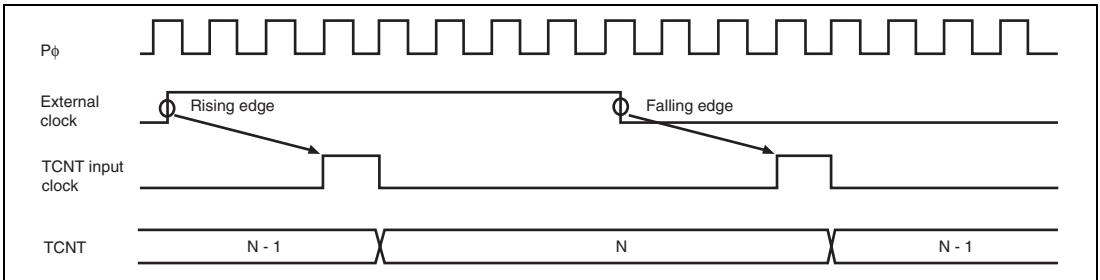 Pϕ
External
clock
Rising edge
Falling edge
TCNT input
clock
TCNT
N - 1
N
N - 1